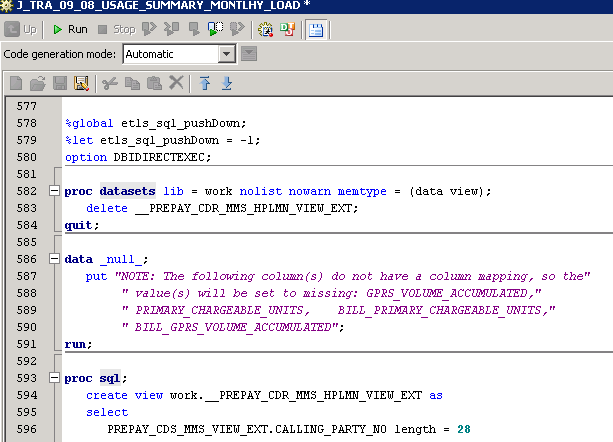 J_TRA_09_08_USAGE_SUMMARY_MONTLHY_LOAD *
Up Run Stop
Code generation mode: Automatic
577
578 %global etls_sql_pushDown;
579 %let etls_sql_pushDown = -1;
580 option DBIDIRECTEXEC;
581
582 proc datasets lib = work nolist nowarn memtype = (data view);
583 delete __PREPAY_CDR_MMS_HPLMN_VIEW_EXT;
584 quit;
585
586 data _null_;
587 put "NOTE: The following column(s) do not have a column mapping, so the"
588 " value(s) will be set to missing: GPRS_VOLUME_ACCUMULATED,"
589 " PRIMARY_CHARGEABLE_UNITS, BILL_PRIMARY_CHARGEABLE_UNITS,"
590 " BILL_GPRS_VOLUME_ACCUMULATED";
591 run;
592
593 proc sql;
594 create view work.__PREPAY_CDR_MMS_HPLMN_VIEW_EXT as
595 select
596 PREPAY_CDS_MMS_VIEW_EXT.CALLING_PARTY_NO length = 28